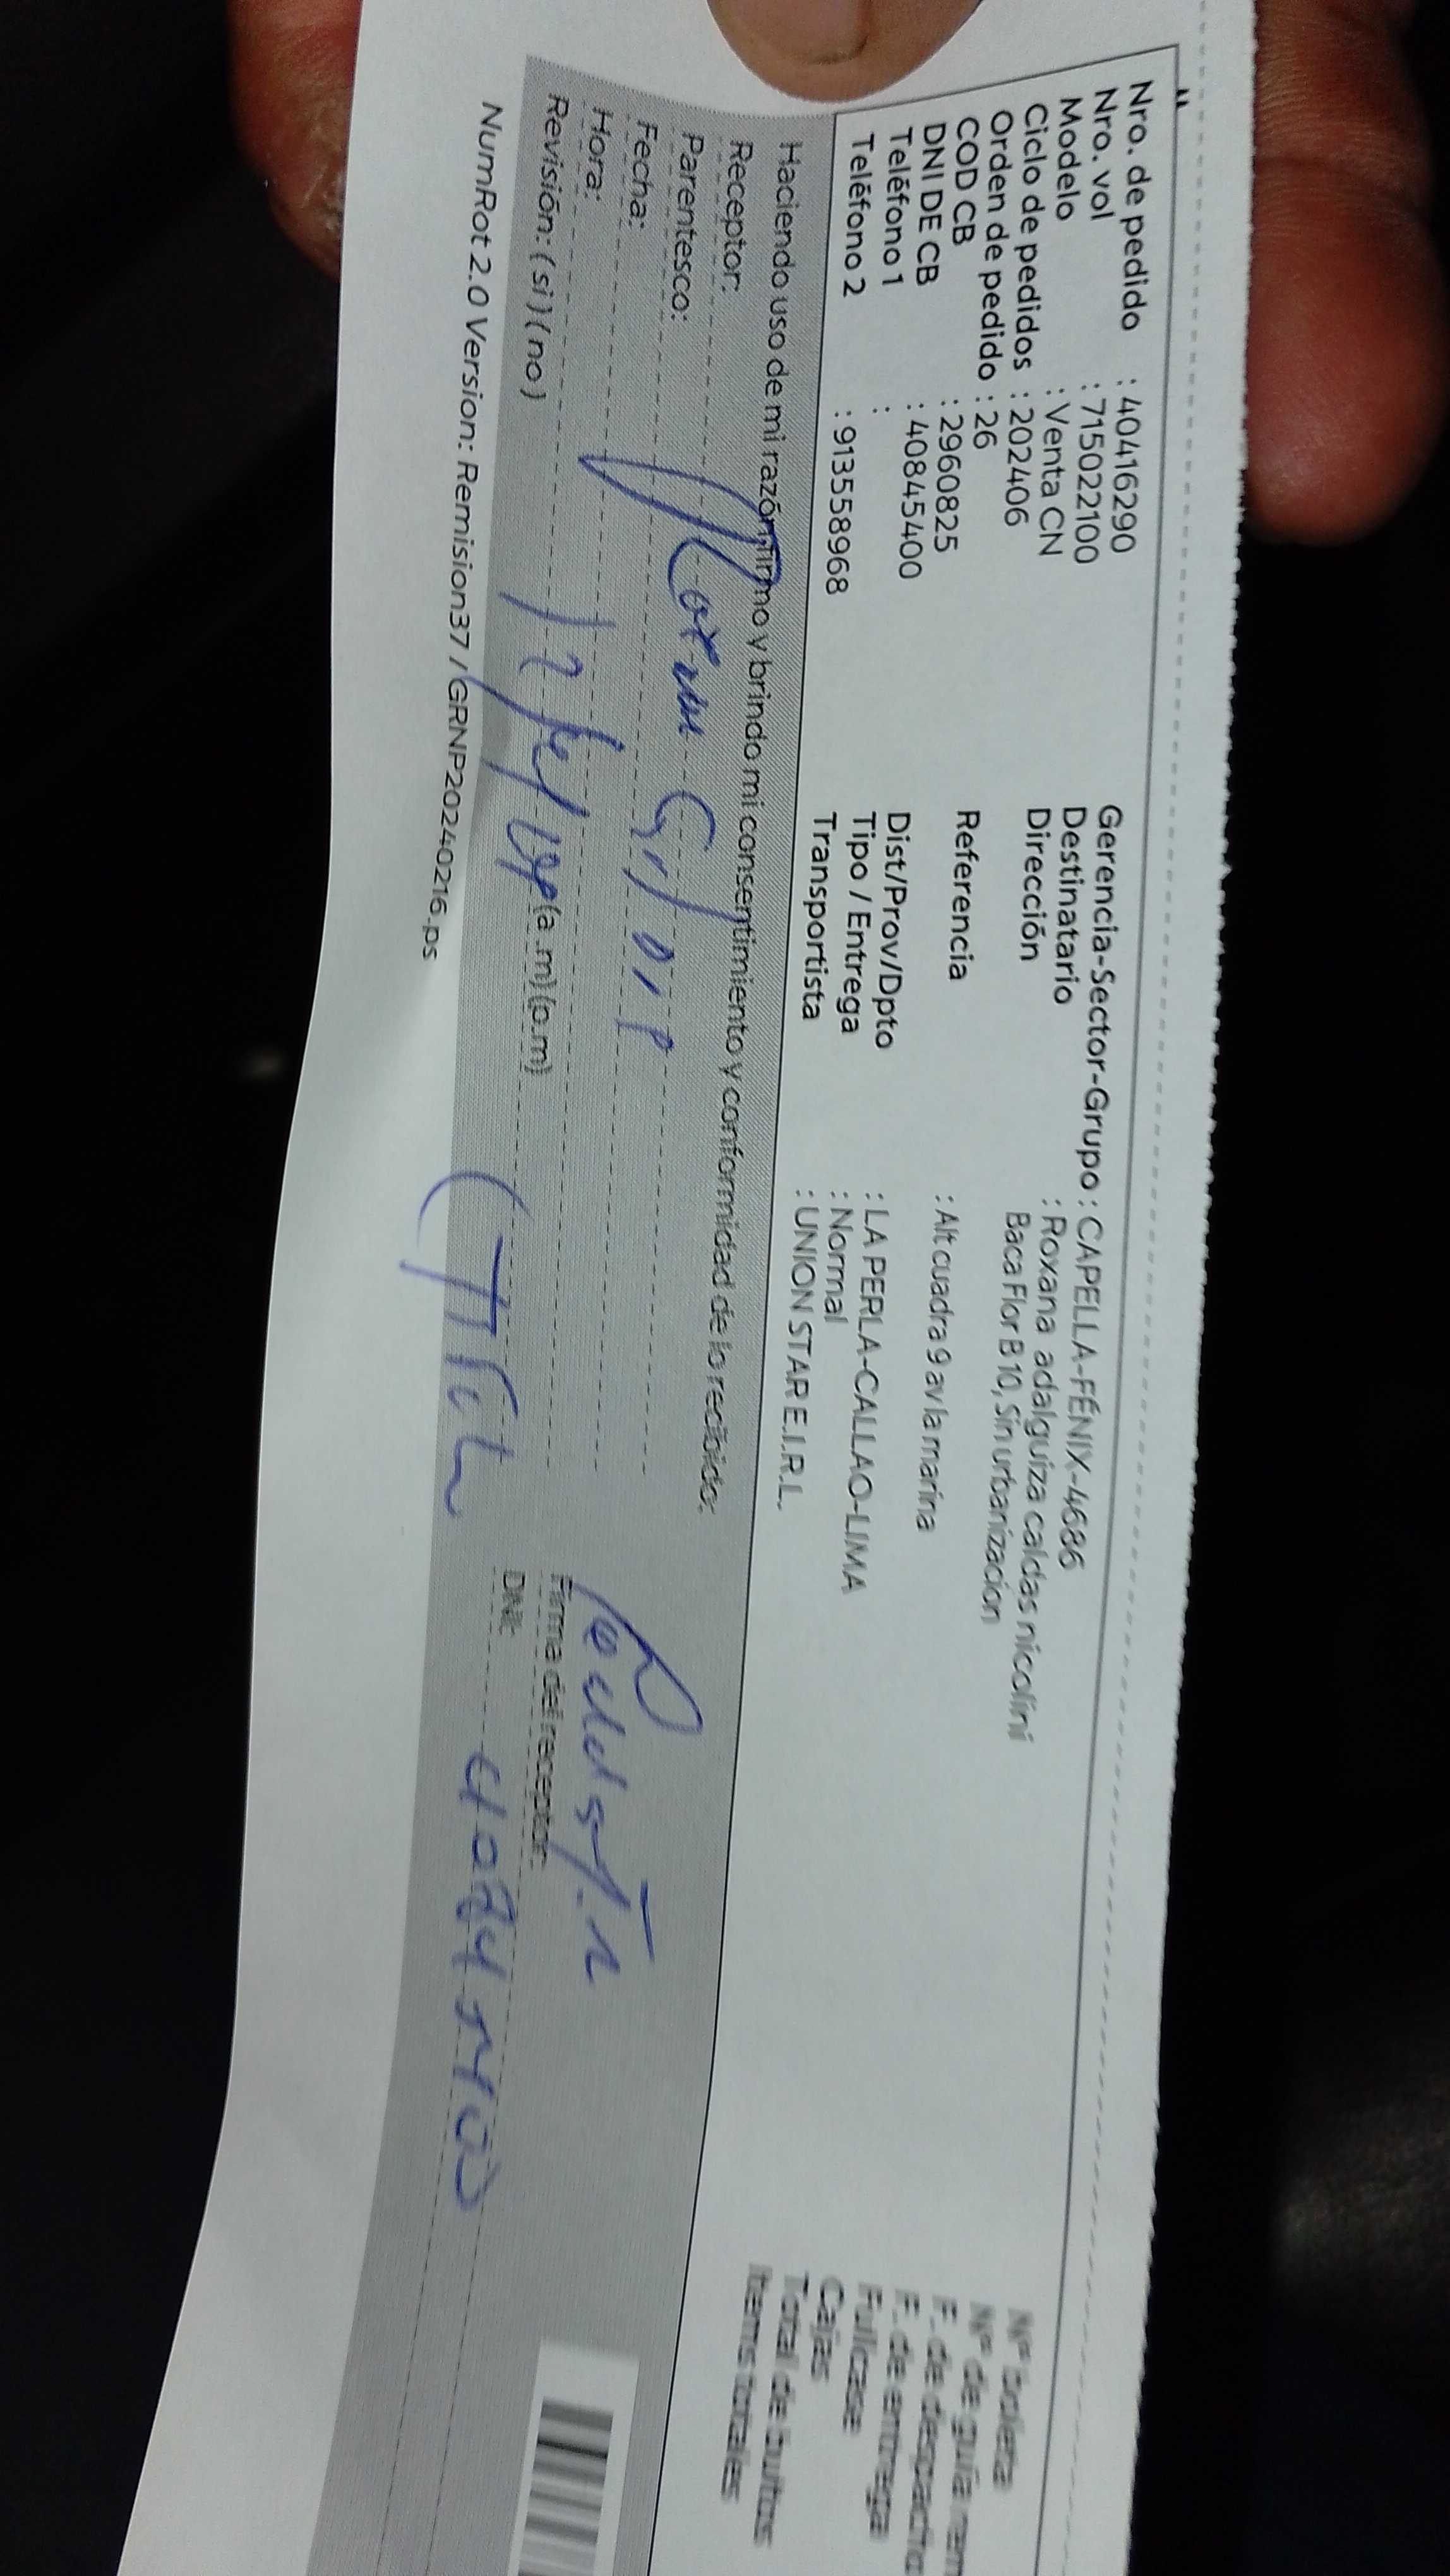 Nro. de pedido : 40416290
Nro. vol : 715022100
Modelo : Venta CN
Ciclo de pedidos : 202406
Orden de pedido : 26
COD CB : 2960825
DNI DE CB : 40845400
Teléfono 1 :
Teléfono 2 : 913558968
Gerencia-Sector-Grupo : CAPELLA-FÉNIX-4686
Destinatario : Roxana adalguiza caldas nicolini
Dirección Baca Flor B 10, Sin urbanizacion
Referencia : Alt cuadra 9 av la marina
Dist/Prov/Dpto : LA PERLA-CALLAO-LIMA
Tipo / Entrega : Normal
Transportista : UNION STAR E.I.R.L.
Nº boleta
Nº de guía rem
F. de despacho
F. de entrega
Fullcase
Cajas
Total de bultos
Items totales
Haciendo uso de mi razón, firmo y brindo mi consentimiento y conformidad de lo recibido:
Receptor:
Parentesco:
Fecha:
Hora: (a.m) (p.m)
Revisión: ( si ) ( no )
Firma del receptor:
DNI:
NumRot 2.0 Version: Remision37 / GRNP20240216.ps